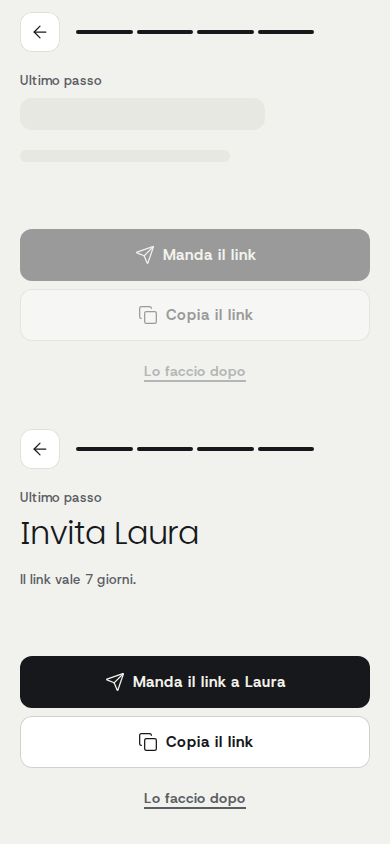 Ultimo passo
Manda il link
Copia il link
Lo faccio dopo
Ultimo passo
Invita Laura
Il link vale 7 giorni.
Manda il link a Laura
Copia il link
Lo faccio dopo